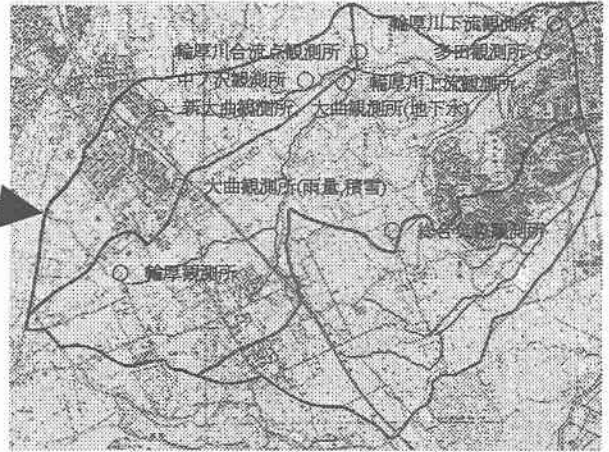 輪厚川下流観測所
輪厚川合流点観測所
多田観測所
中ノ沢観測所
輪厚川上流観測所
新大曲観測所、大曲観測所(地下水)
大曲観測所(雨量,積雪)
輪厚観測所